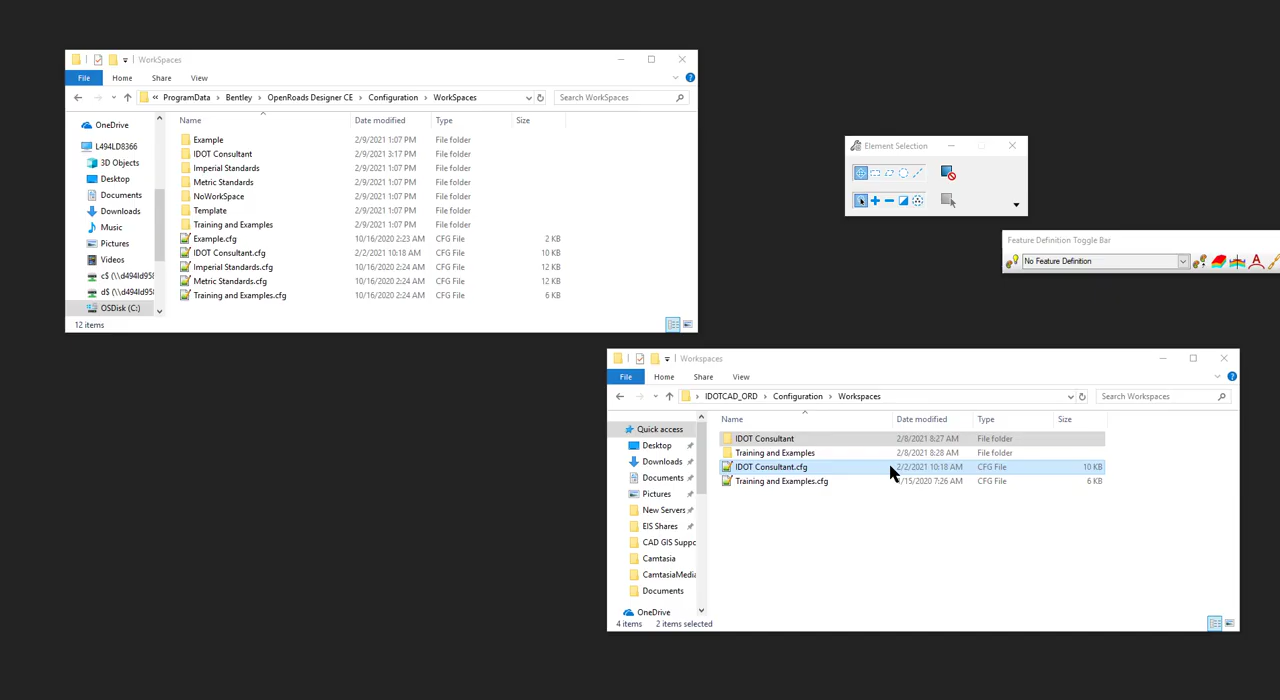 WorkSpaces
File Home Share View
« ProgramData > Bentley > OpenRoads Designer CE > Configuration > WorkSpaces
Search WorkSpaces
Name Date modified Type Size
OneDrive
L494LD8366
3D Objects
Desktop
Documents
Downloads
Music
Pictures
Videos
c$ (\\d494ld95
d$ (\\d494ld95
OSDisk (C:)
Example 2/9/2021 1:07 PM File folder
IDOT Consultant 2/9/2021 3:17 PM File folder
Imperial Standards 2/9/2021 1:07 PM File folder
Metric Standards 2/9/2021 1:07 PM File folder
NoWorkSpace 2/9/2021 1:07 PM File folder
Template 2/9/2021 1:07 PM File folder
Training and Examples 2/9/2021 1:07 PM File folder
Example.cfg 10/16/2020 2:23 AM CFG File 2 KB
IDOT Consultant.cfg 2/2/2021 10:18 AM CFG File 10 KB
Imperial Standards.cfg 10/16/2020 2:24 AM CFG File 12 KB
Metric Standards.cfg 10/16/2020 2:24 AM CFG File 12 KB
Training and Examples.cfg 10/16/2020 2:24 AM CFG File 6 KB
12 items
Element Selection
Feature Definition Toggle Bar
No Feature Definition
Workspaces
File Home Share View
> IDOTCAD_ORD > Configuration > Workspaces
Search Workspaces
Name Date modified Type Size
Quick access
Desktop
Downloads
Documents
Pictures
New Servers
EIS Shares
CAD GIS Suppc
Camtasia
CamtasiaMedia
Documents
OneDrive
IDOT Consultant 2/8/2021 8:27 AM File folder
Training and Examples 2/8/2021 8:28 AM File folder
IDOT Consultant.cfg 2/2/2021 10:18 AM CFG File 10 KB
Training and Examples.cfg /15/2020 7:26 AM CFG File 6 KB
4 items 2 items selected